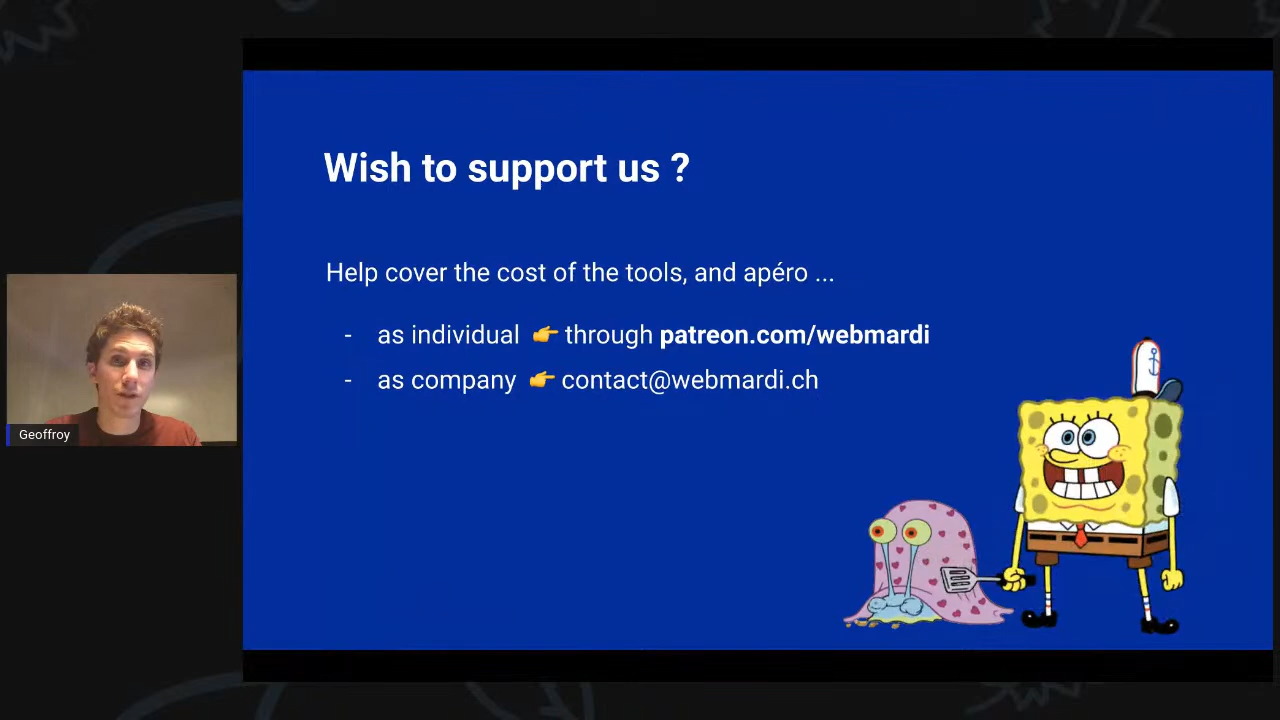 Wish to support us ?
Help cover the cost of the tools, and apéro ...
- as individual 👉 through patreon.com/webmardi
- as company 👉 contact@webmardi.ch
Geoffroy